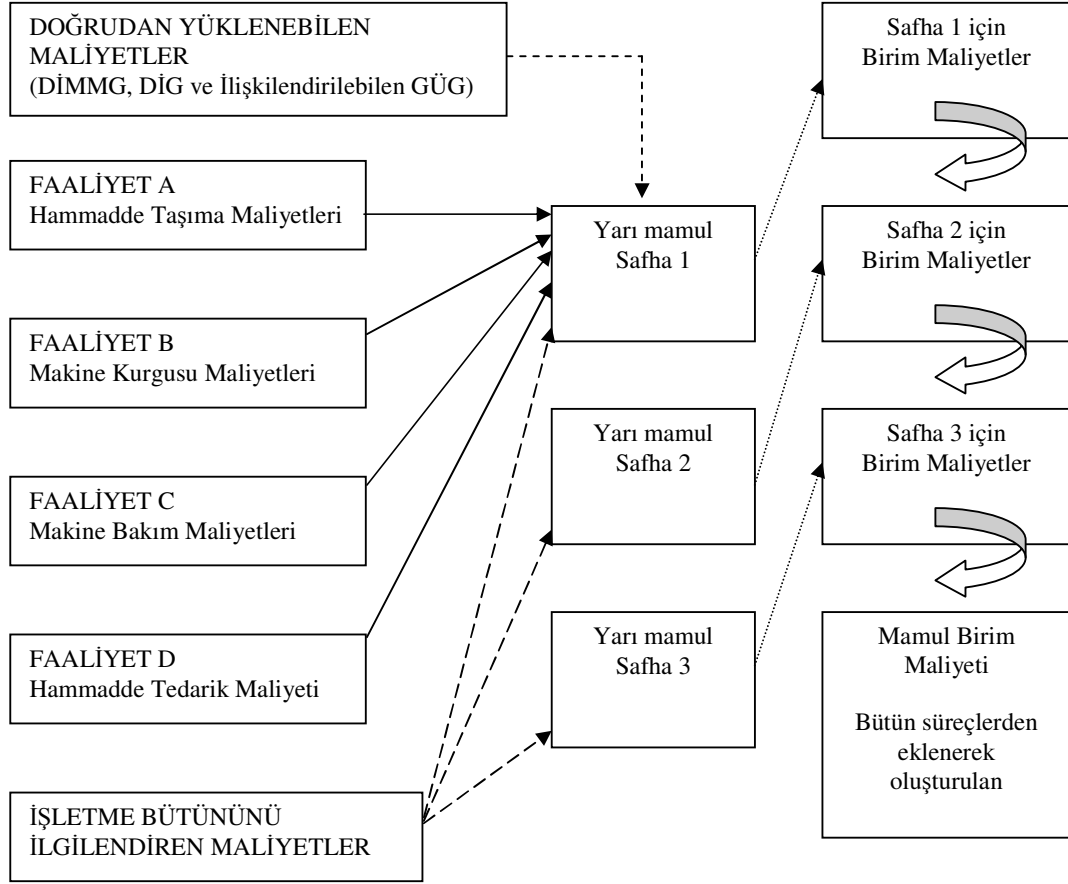 DOĞRUDAN YÜKLENEBİLEN
MALİYETLER
(DİMMG, DİG ve İlişkilendirilebilen GÜG)
FAALİYET A
Hammadde Taşıma Maliyetleri
FAALİYET B
Makine Kurgusu Maliyetleri
FAALİYET C
Makine Bakım Maliyetleri
FAALİYET D
Hammadde Tedarik Maliyeti
İŞLETME BÜTÜNÜNÜ
İLGİLENDİREN MALİYETLER
Yarı mamul
Safha 1
Yarı mamul
Safha 2
Yarı mamul
Safha 3
Safha 1 için
Birim Maliyetler
Safha 2 için
Birim Maliyetler
Safha 3 için
Birim Maliyetler
Mamul Birim
Maliyeti
Bütün süreçlerden
eklenerek
oluşturulan